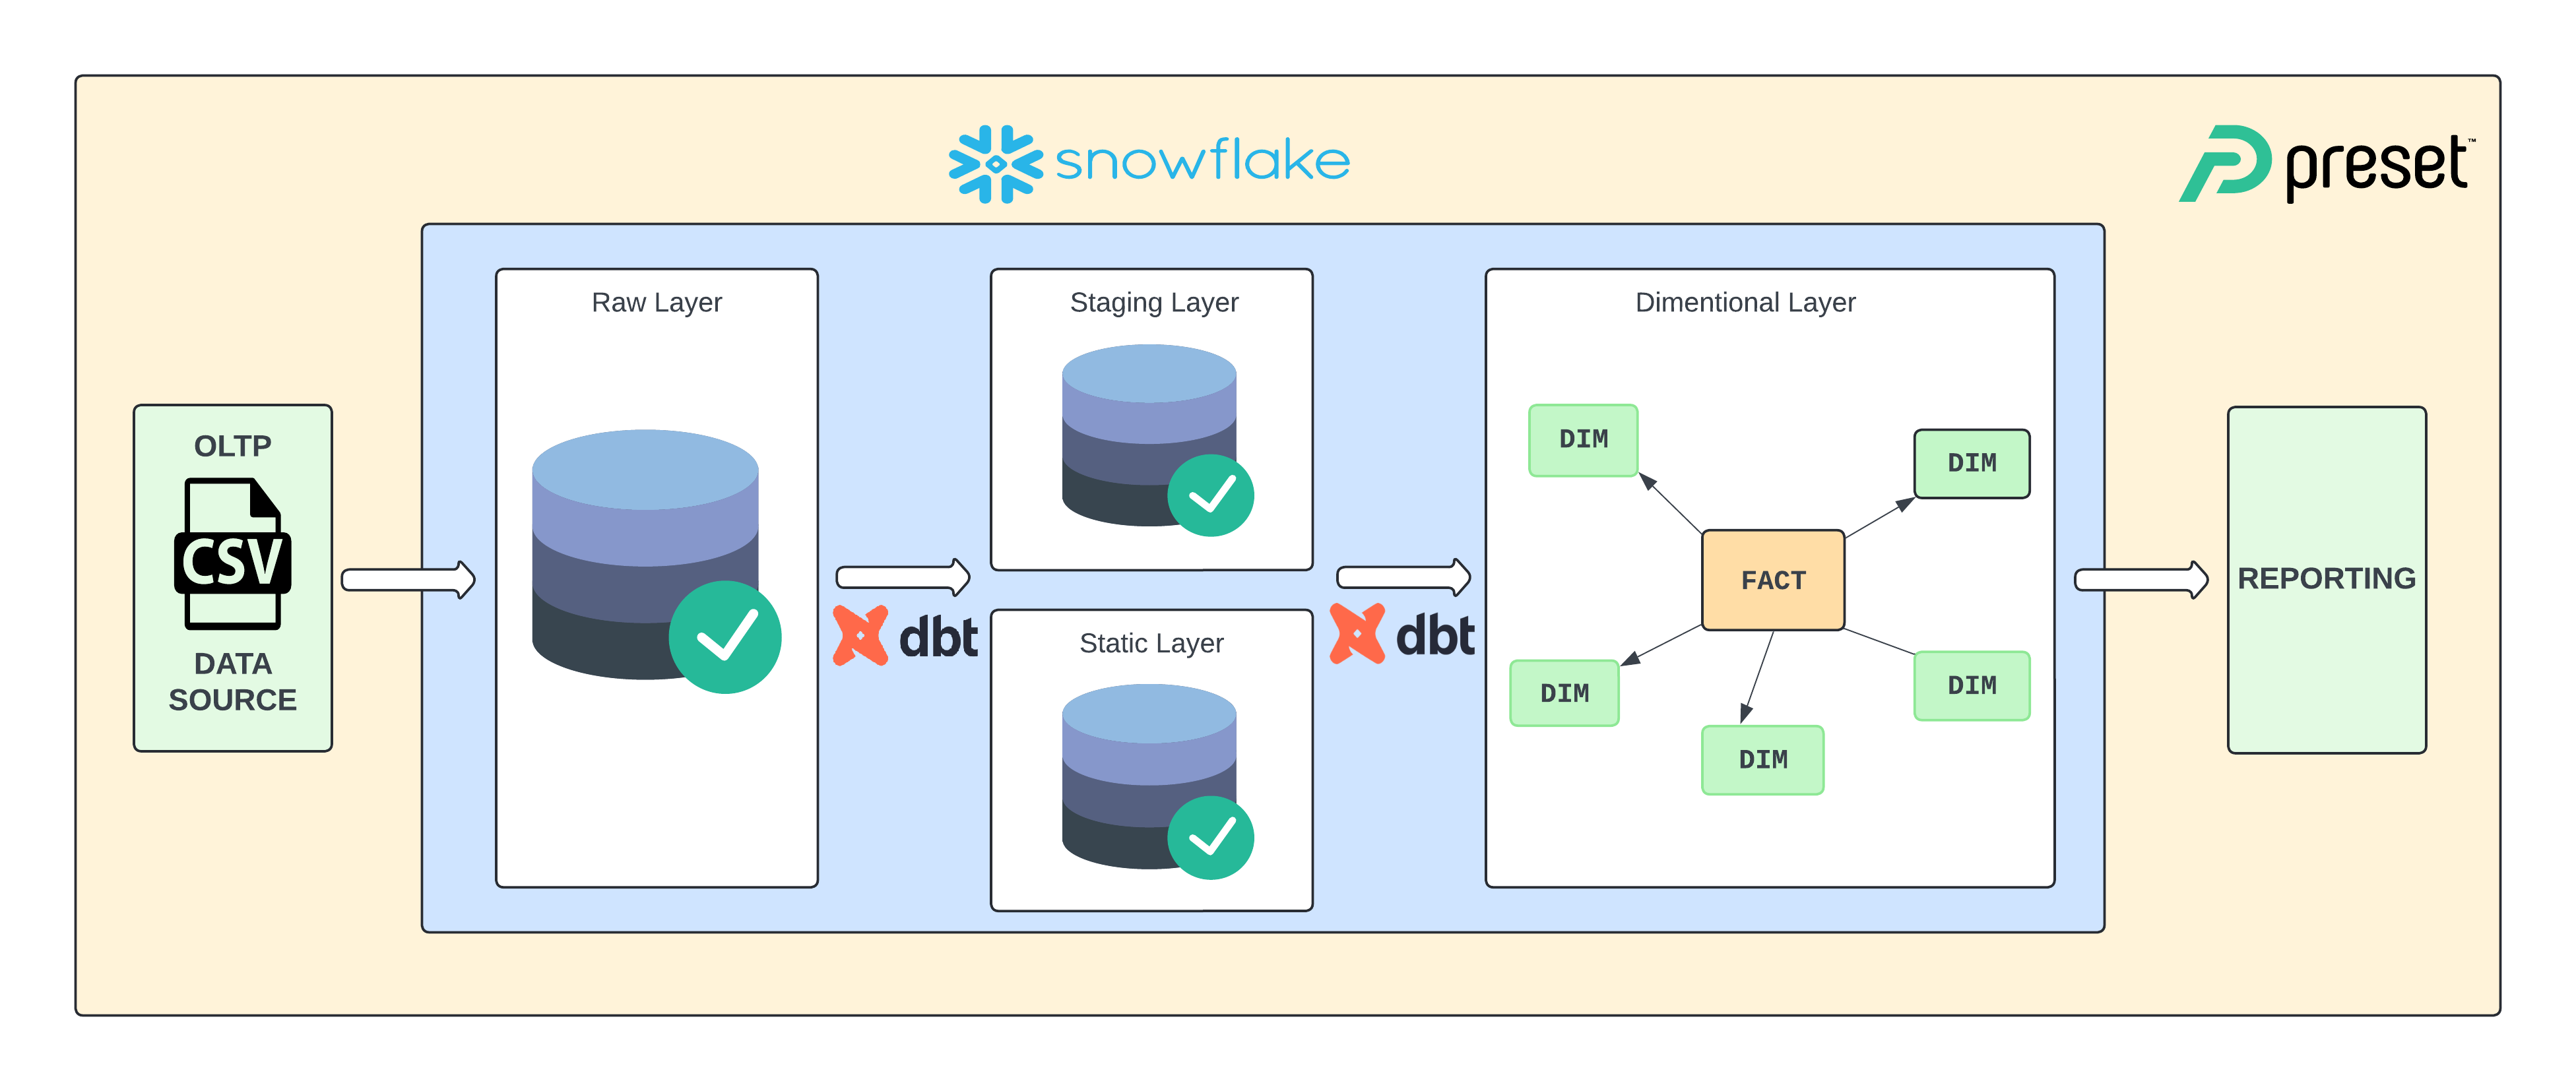 snowflake
preset™
Raw Layer
Staging Layer
Dimentional Layer
OLTP
CSV
DATA
SOURCE
dbt
Static Layer
dbt
DIM
DIM
FACT
DIM
DIM
DIM
REPORTING